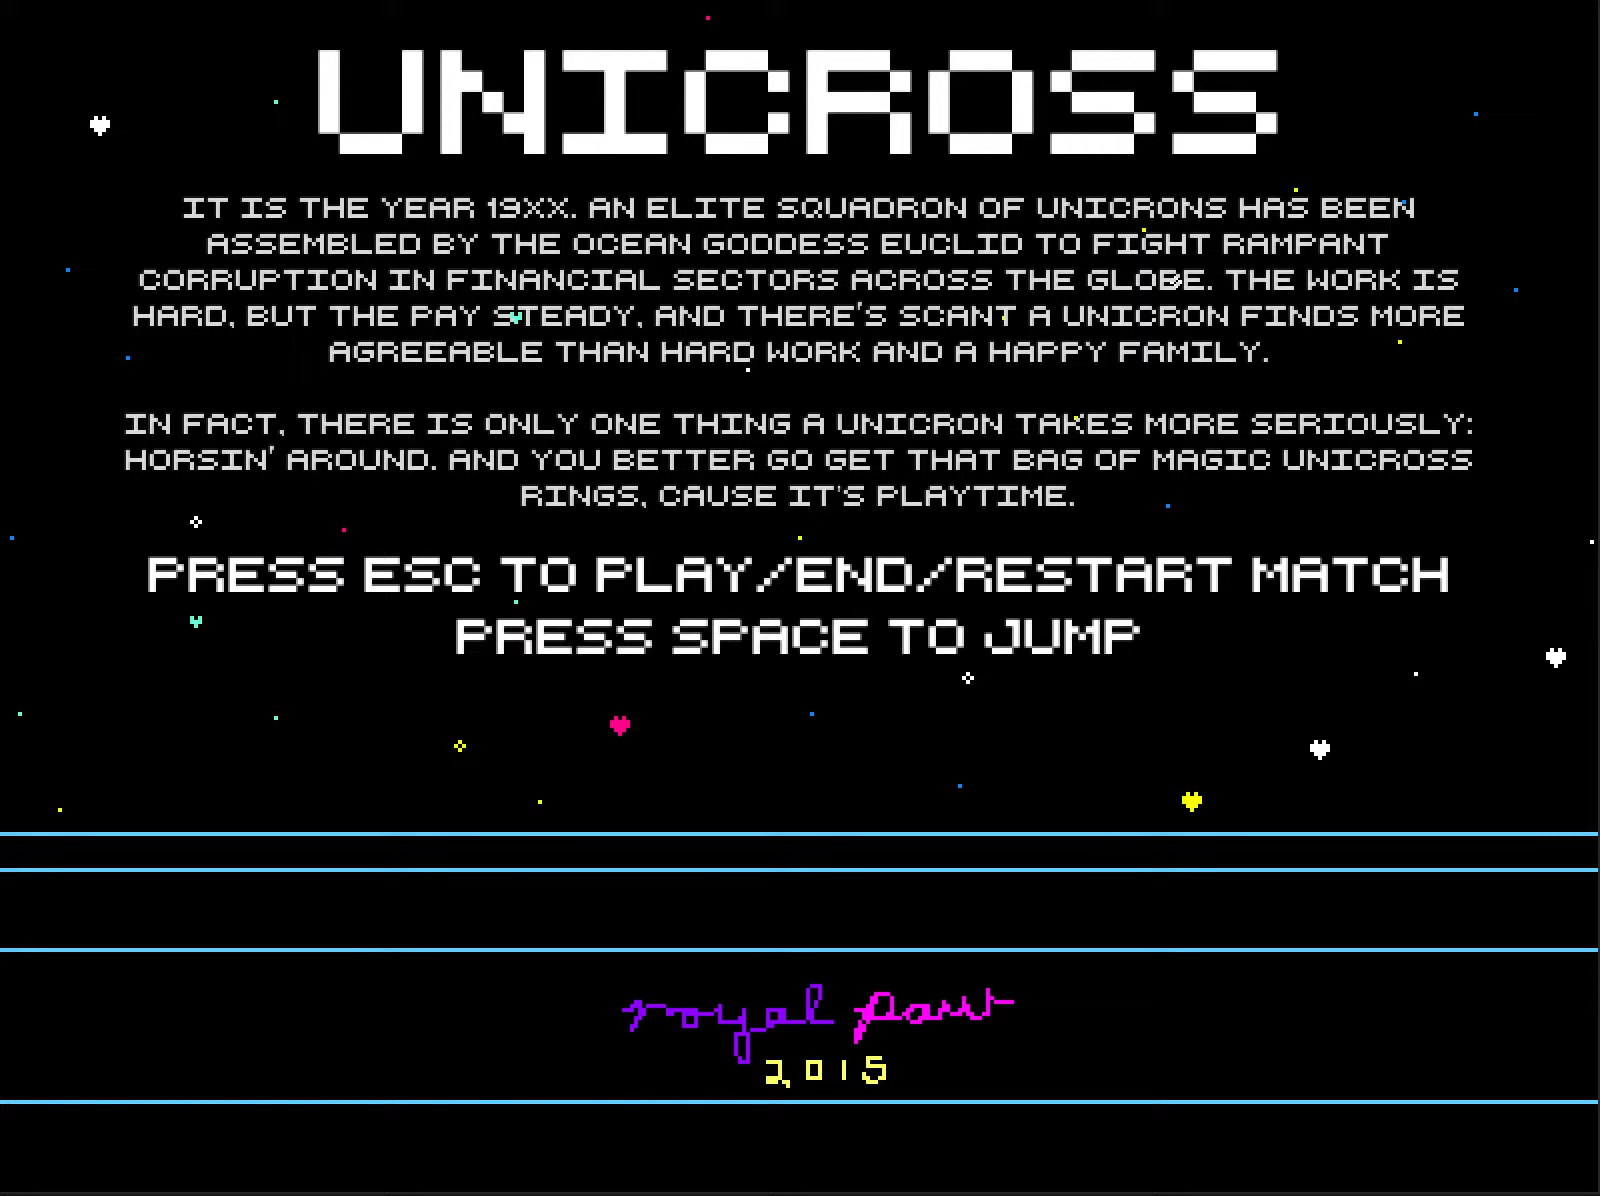 UNICROSS
IT IS THE YEAR 19XX. AN ELITE SQUADRON OF UNICRONS HAS BEEN
ASSEMBLED BY THE OCEAN GODDESS EUCLID TO FIGHT RAMPANT
CORRUPTION IN FINANCIAL SECTORS ACROSS THE GLOBE. THE WORK IS
HARD, BUT THE PAY STEADY, AND THERE'S SCANT A UNICRON FINDS MORE
AGREEABLE THAN HARD WORK AND A HAPPY FAMILY.
IN FACT, THERE IS ONLY ONE THING A UNICRON TAKES MORE SERIOUSLY:
HORSIN' AROUND. AND YOU BETTER GO GET THAT BAG OF MAGIC UNICROSS
RINGS, CAUSE IT'S PLAYTIME.
PRESS ESC TO PLAY/END/RESTART MATCH
PRESS SPACE TO JUMP
royal
2015